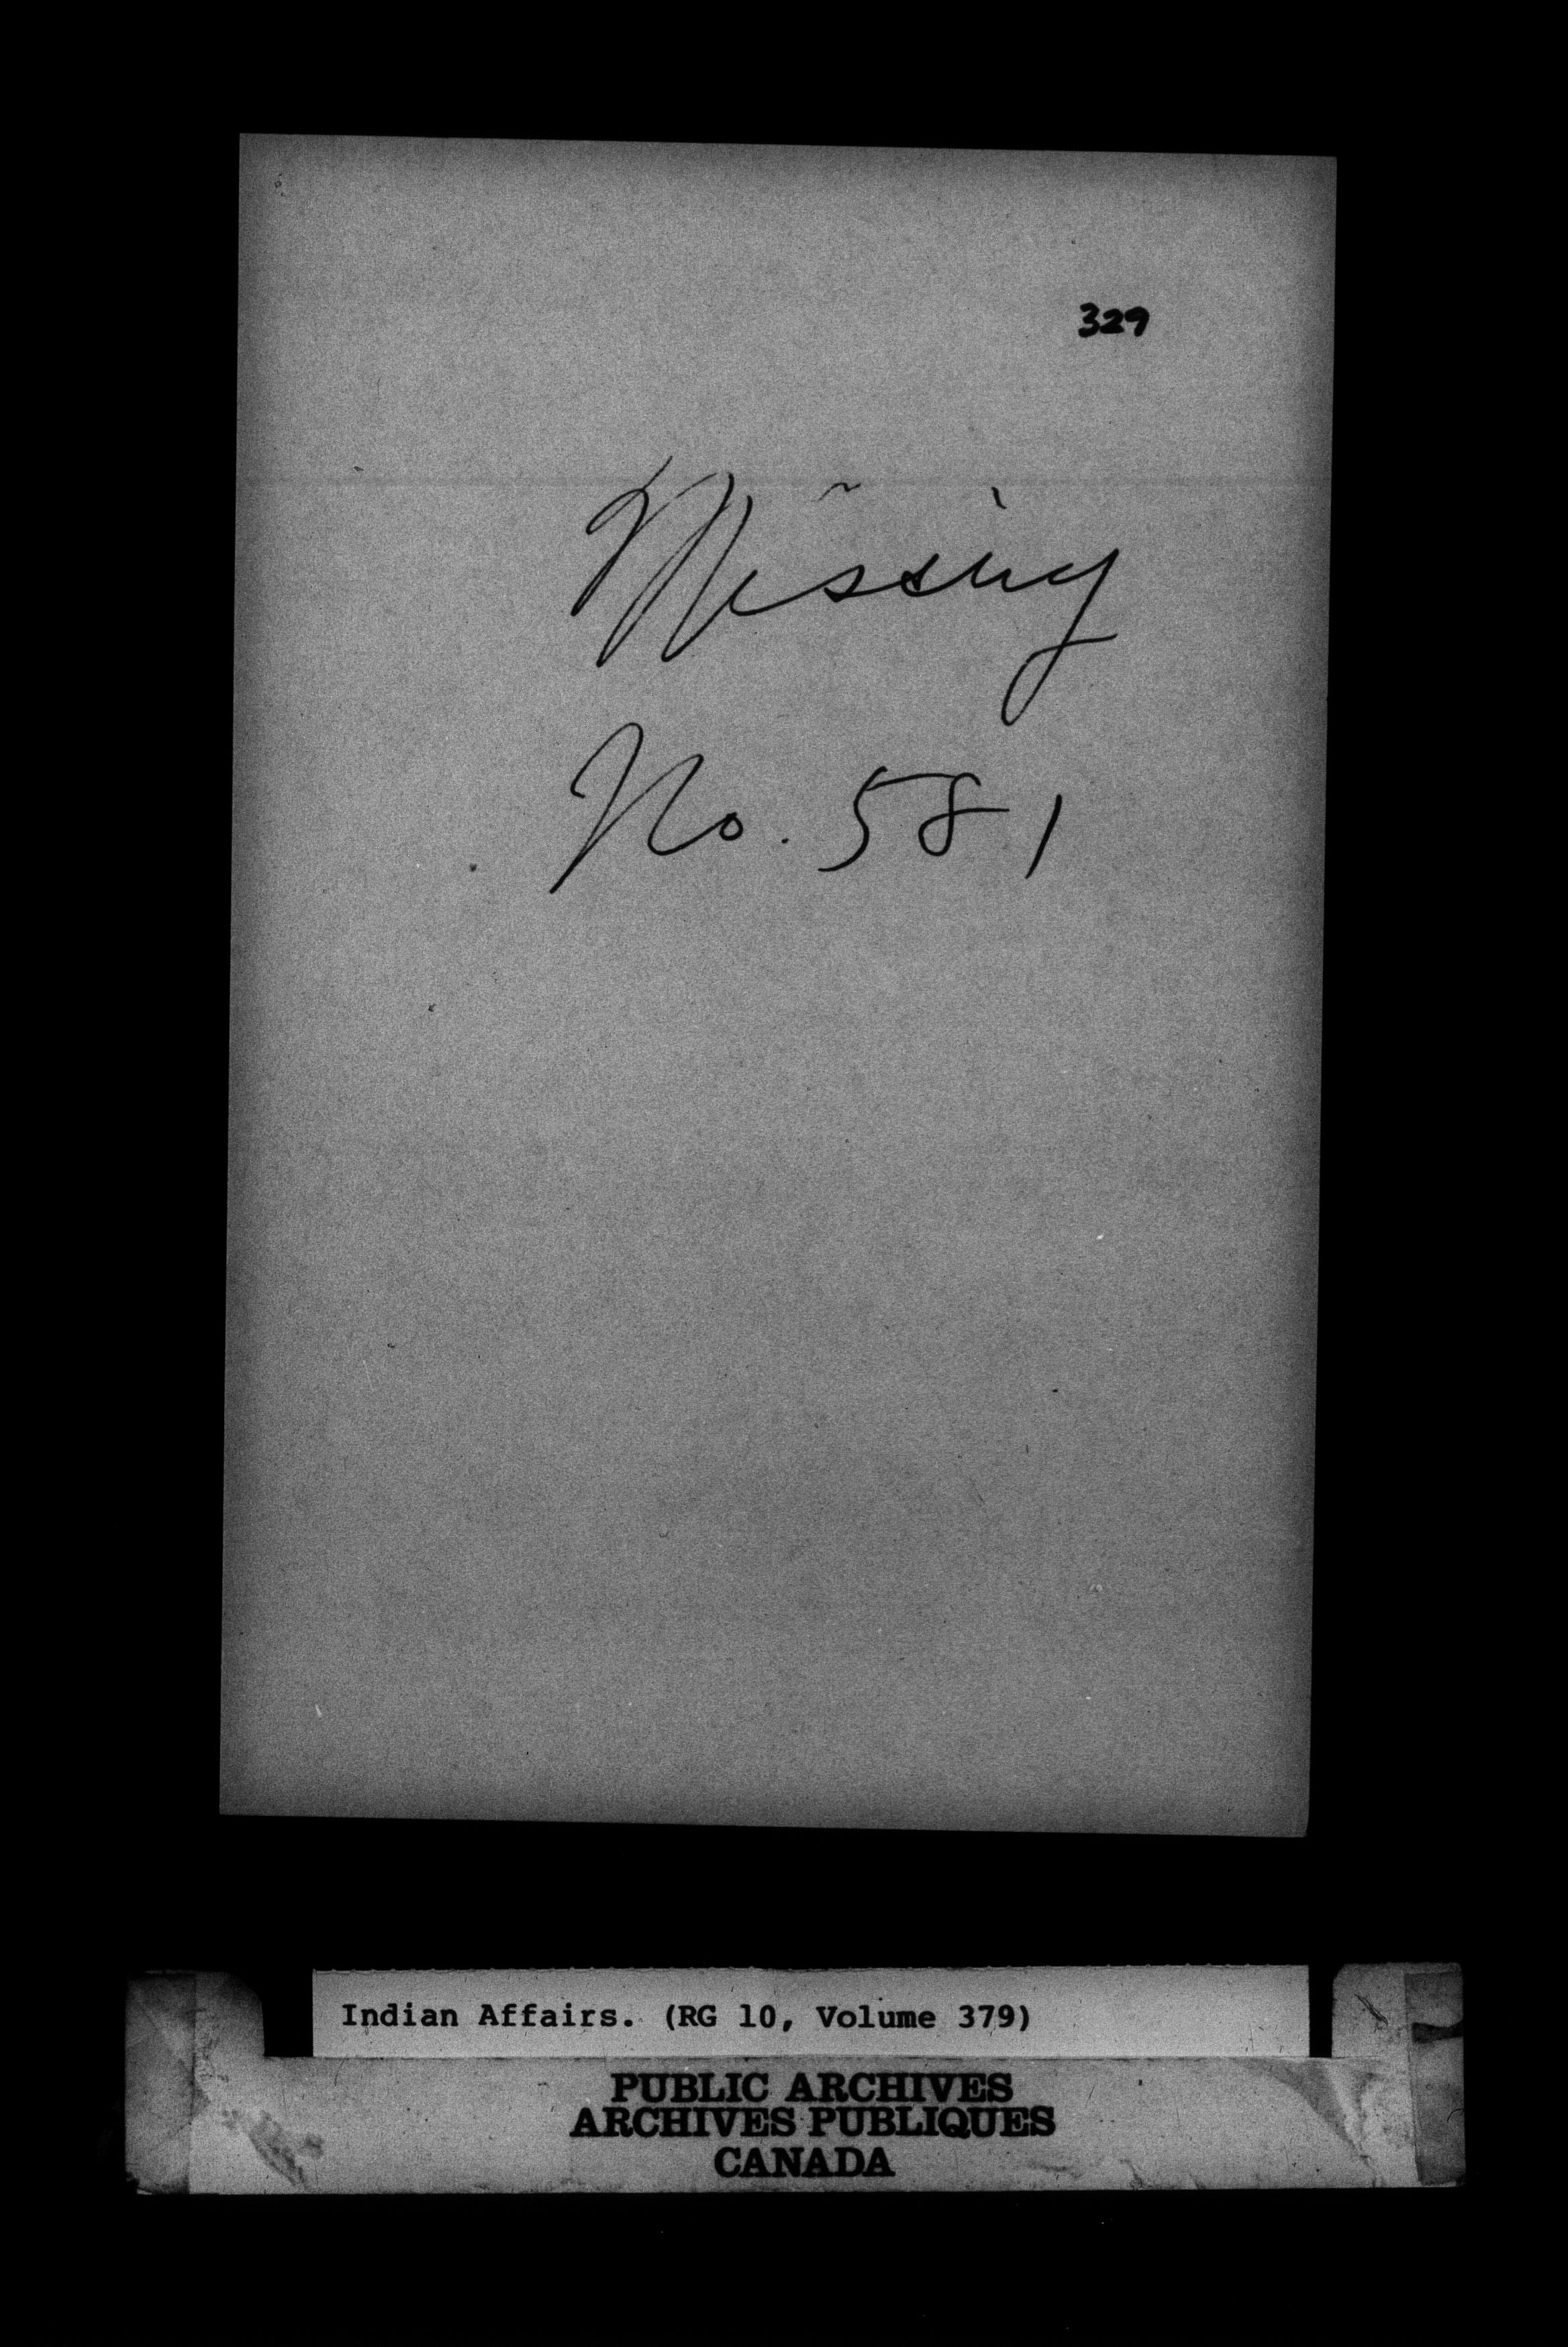 329
Missing
No. 581
Indian Affairs. (RG 10, Volume 379)
PUBLIC ARCHIVES
ARCHIVES PUBLIQUES
CANADA